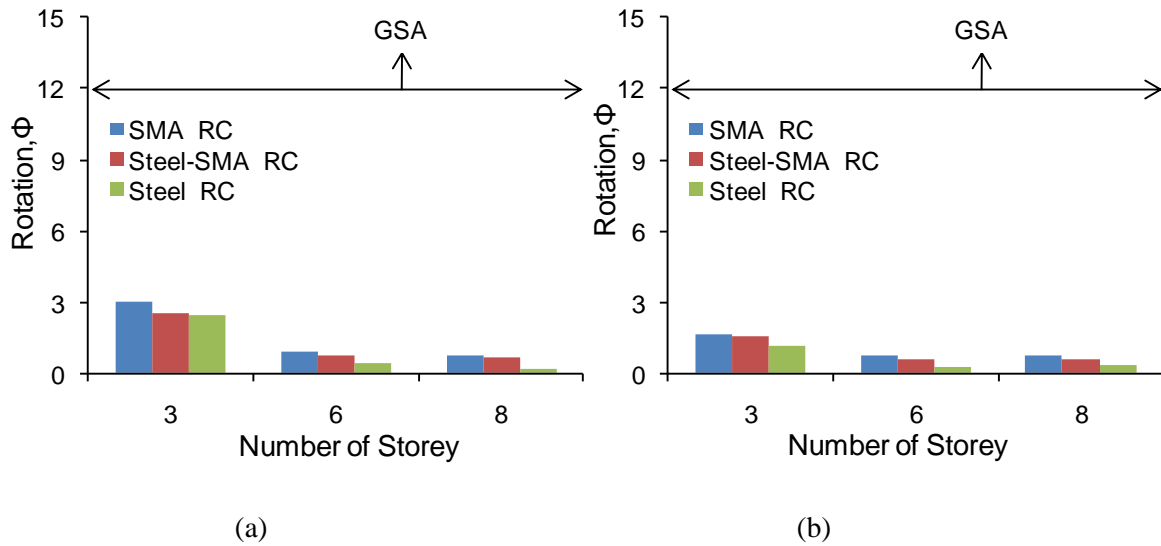 15
GSA
12
SMA RC
9
Steel-SMA RC
Steel RC
6
3
0
3 6 8
Rotation,Φ
Number of Storey
(a)
15
GSA
12
SMA RC
9
Steel-SMA RC
Steel RC
6
3
0
3 6 8
Rotation,Φ
Number of Storey
(b)